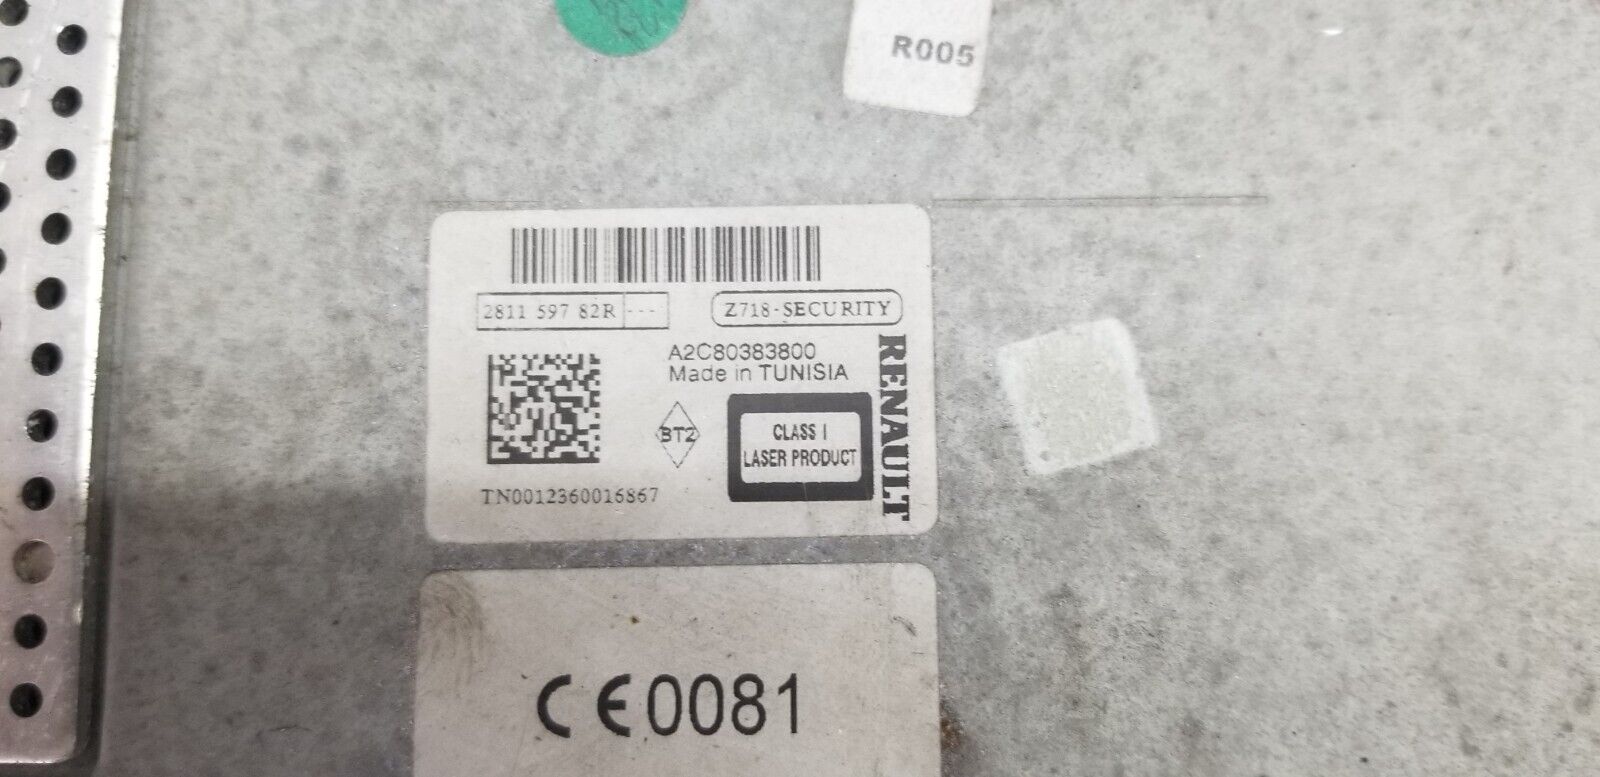 R005
2811 597 82R ---
Z718-SECURITY
A2C80383800
Made in TUNISIA
BT2
CLASS I
LASER PRODUCT
RENAULT
TN0012360016867
CE0081